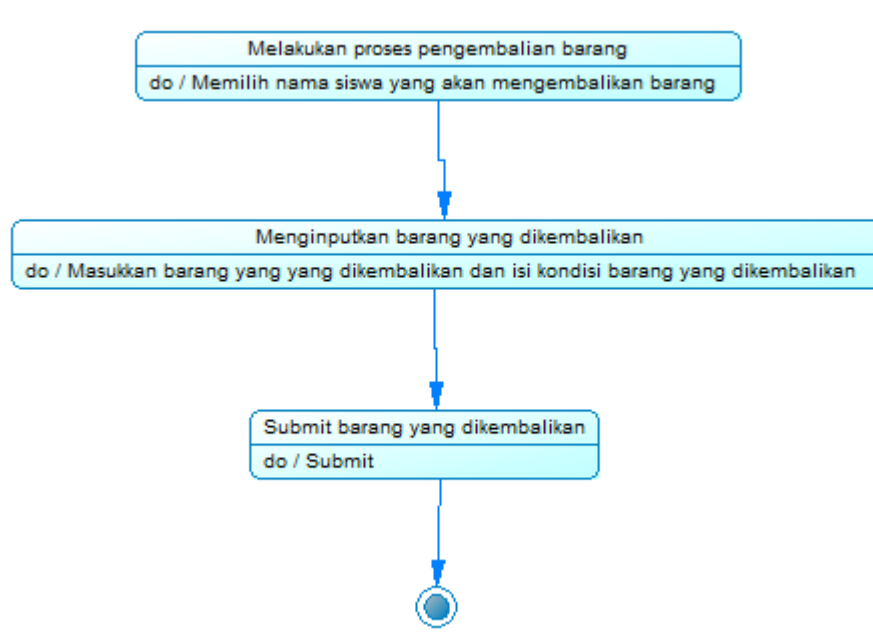 Melakukan proses pengembalian barang
do / Memilih nama siswa yang akan mengembalikan barang
Menginputkan barang yang dikembalikan
do / Masukkan barang yang yang dikembalikan dan isi kondisi barang yang dikembalikan
Submit barang yang dikembalikan
do / Submit